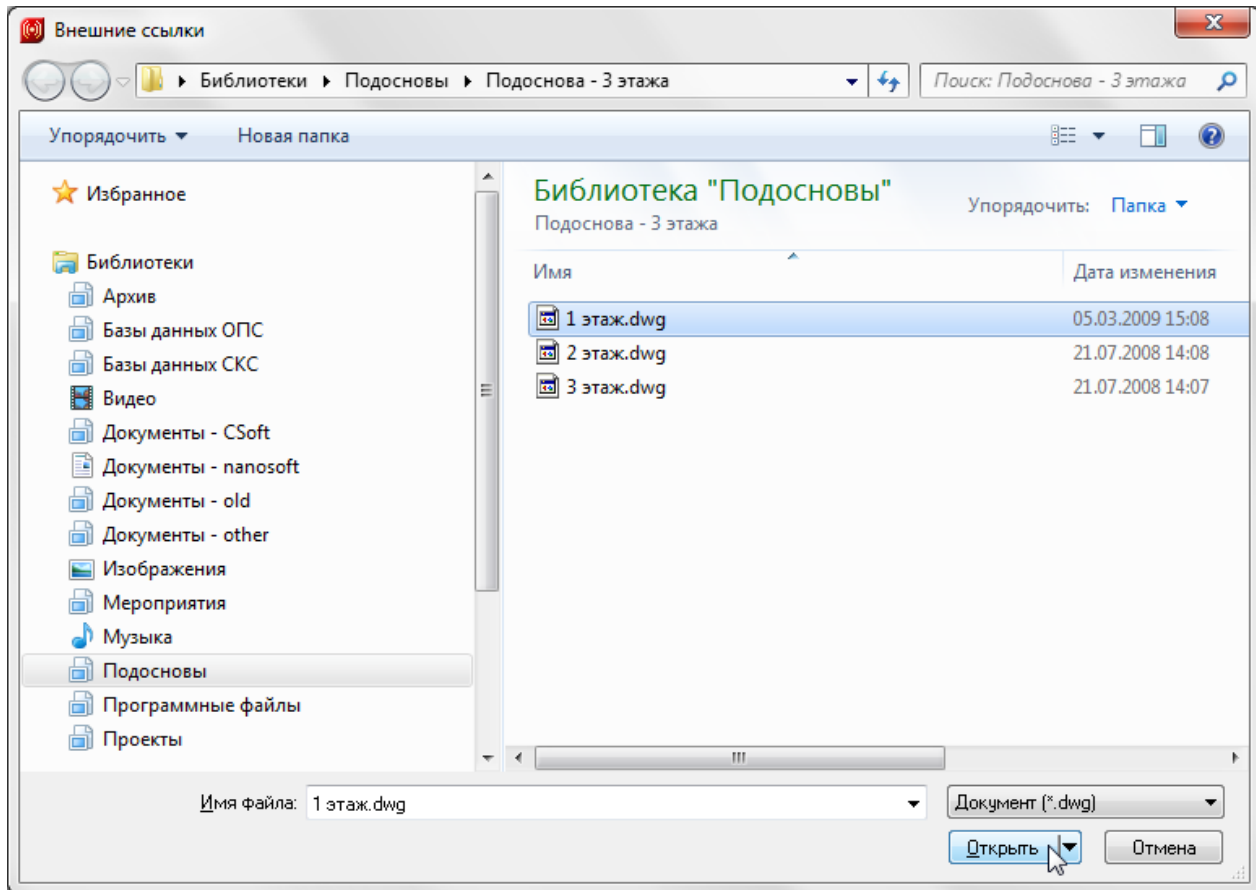 Внешние ссылки
Библиотеки Подосновы Подоснова - 3 этажа Поиск: Подоснова - 3 этажа
Упорядочить Новая папка
Избранное
Библиотеки
Архив
Базы данных ОПС
Базы данных СКС
Видео
Документы - CSoft
Документы - nanosoft
Документы - old
Документы - other
Изображения
Мероприятия
Музыка
Подосновы
Программные файлы
Проекты
Библиотека "Подосновы"
Подоснова - 3 этажа
Упорядочить: Папка
Имя Дата изменения
1 этаж.dwg 05.03.2009 15:08
2 этаж.dwg 21.07.2008 14:08
3 этаж.dwg 21.07.2008 14:07
Имя файла: 1 этаж.dwg Документ (*.dwg)
Открыть Отмена